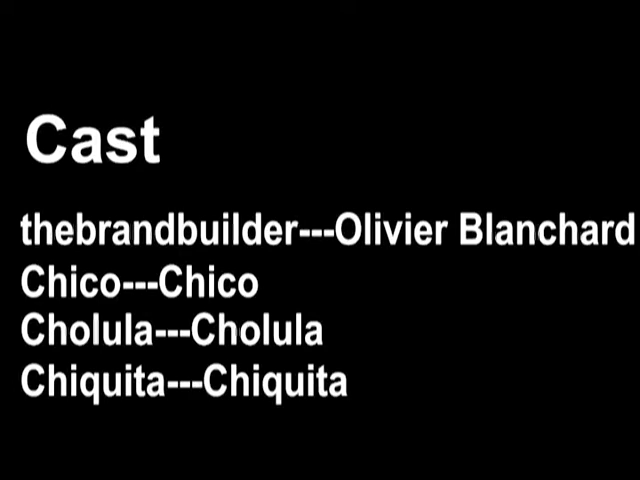 Cast
thebrandbuilder---Olivier Blanchard
Chico---Chico
Cholula---Cholula
Chiquita---Chiquita